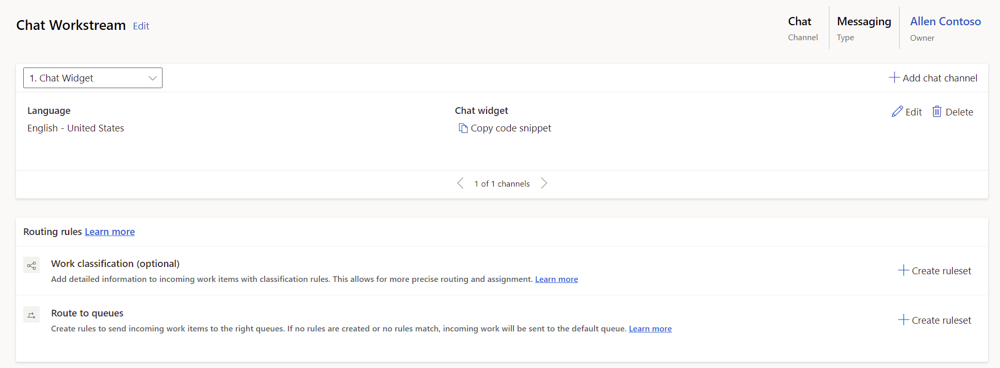 Chat Workstream Edit
Chat
Channel
Messaging
Type
Allen Contoso
Owner
1. Chat Widget
Add chat channel
Language
English - United States
Chat widget
Copy code snippet
Edit
Delete
1 of 1 channels
Routing rules Learn more
Work classification (optional)
Add detailed information to incoming work items with classification rules. This allows for more precise routing and assignment. Learn more
Create ruleset
Route to queues
Create rules to send incoming work items to the right queues. If no rules are created or no rules match, incoming work will be sent to the default queue. Learn more
Create ruleset